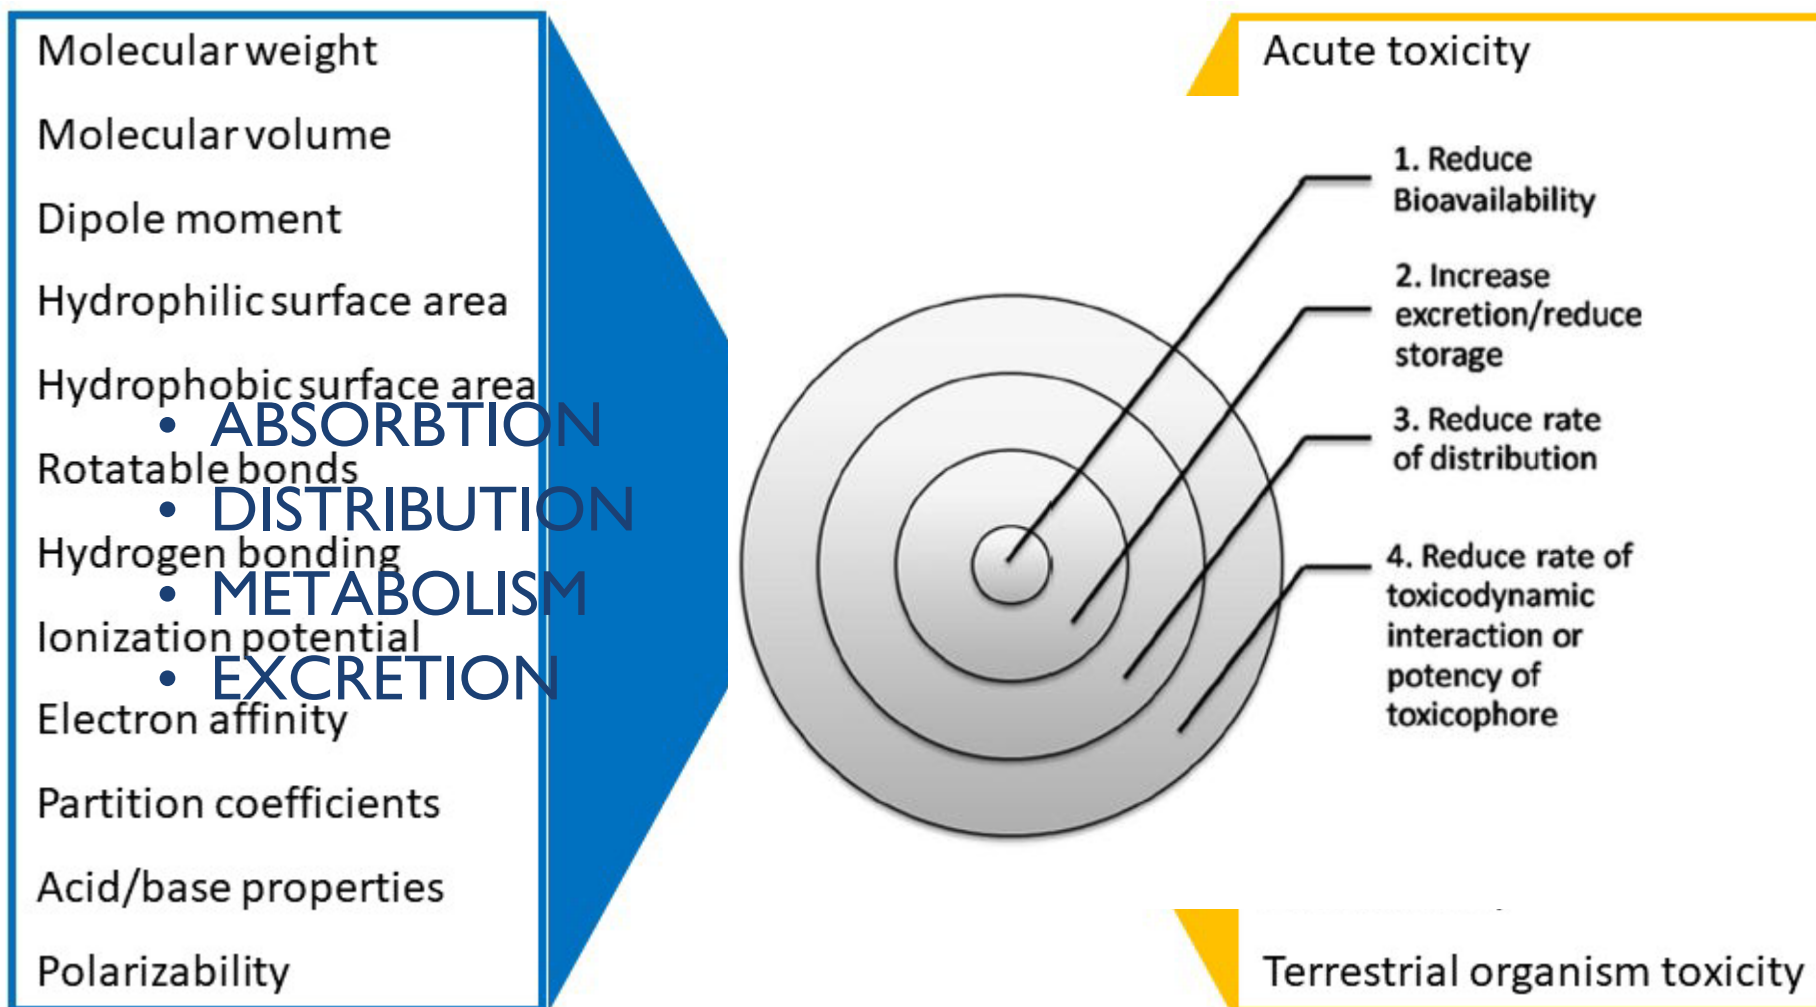 Molecular weight
Molecular volume
Dipole moment
Hydrophilic surface area
Hydrophobic surface area
Rotatable bonds
Hydrogen bonding
Ionization potential
Electron affinity
Partition coefficients
Acid/base properties
Polarizability
• ABSORBTION
• DISTRIBUTION
• METABOLISM
• EXCRETION
Acute toxicity
1. Reduce
Bioavailability
2. Increase
excretion/reduce
storage
3. Reduce rate
of distribution
4. Reduce rate of
toxicodynamic
interaction or
potency of
toxicophore
Terrestrial organism toxicity